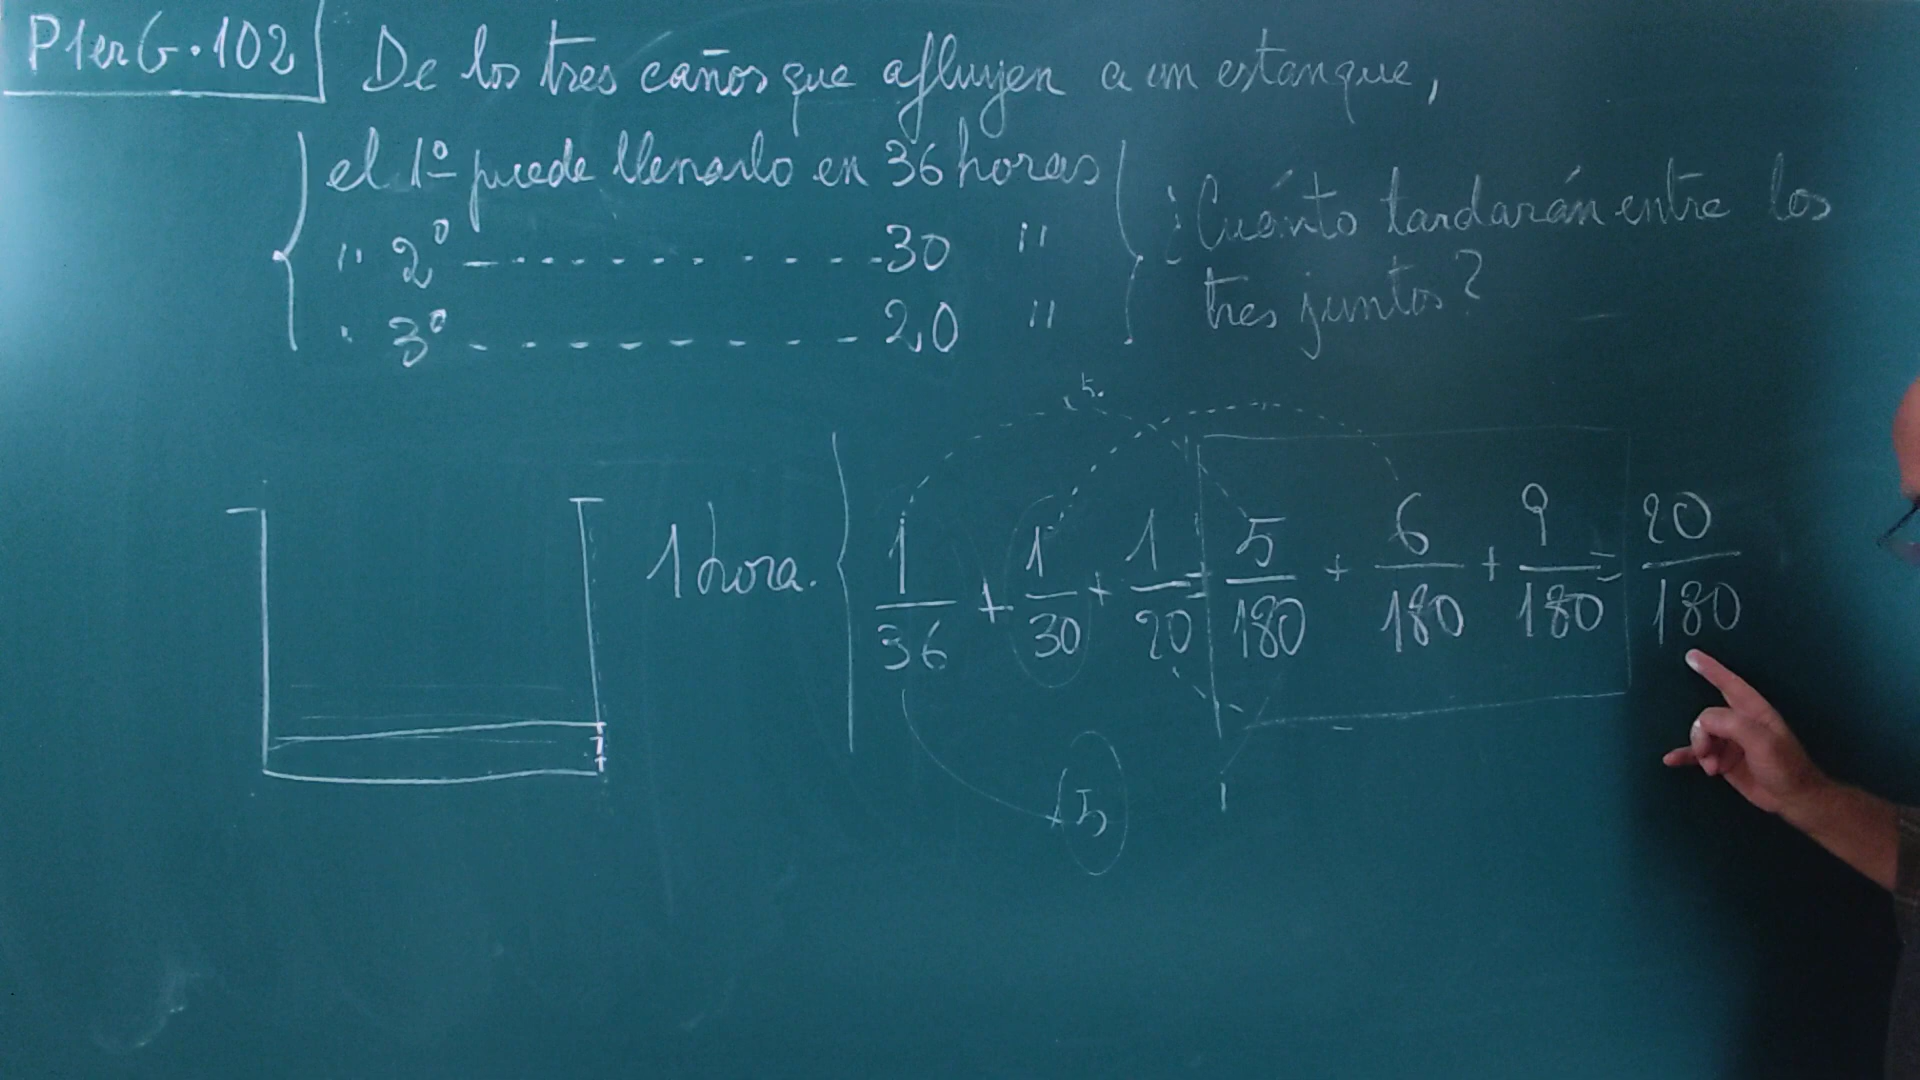 P1erG.102 De los tres caños que afluyen a un estanque,
el 1º puede llenarlo en 36 horas
" 2º - - - - - - - - - - - 30 "
" 3º - - - - - - - - - 20 "
¿Cuánto tardarán entre los
tres juntos?
5.
1 hora. 1/36 + 1/30 + 1/20 = 5/180 + 6/180 + 9/180 = 20/180
5